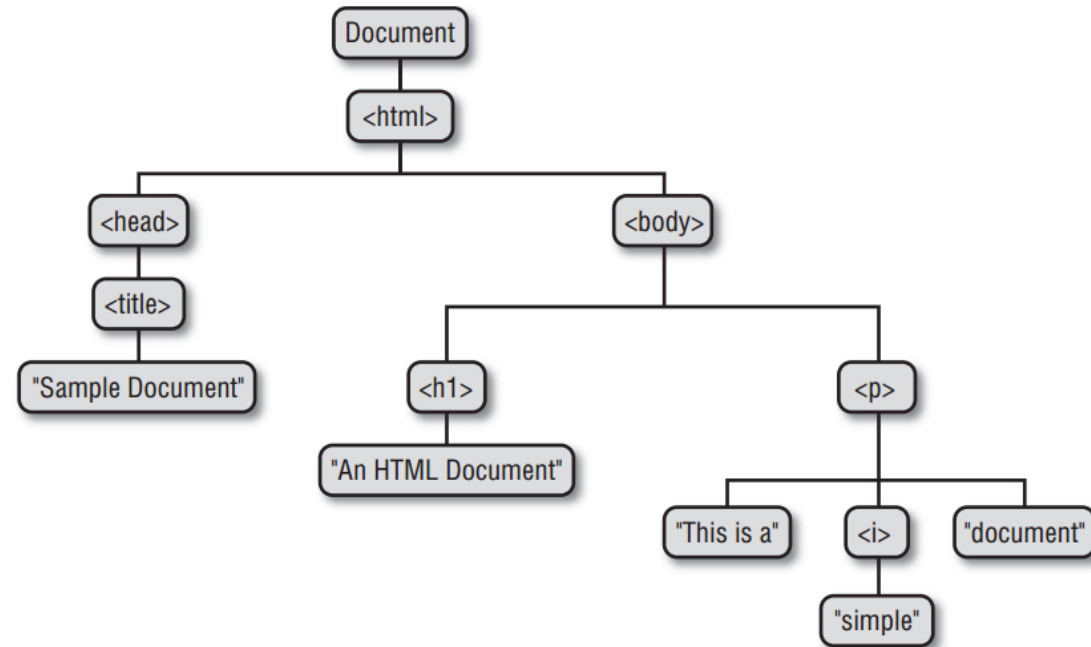 Document
<html>
<head>
<body>
<title>
"Sample Document"
<h1>
<p>
"An HTML Document"
"This is a"
<i>
"document"
"simple"